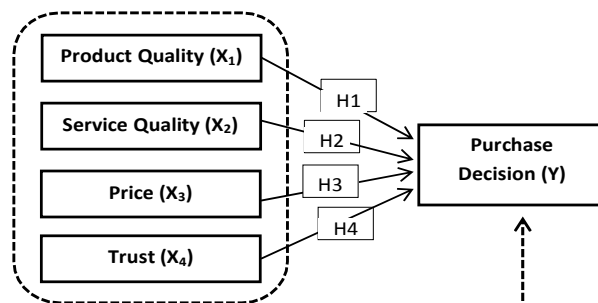 Product Quality (X₁)
H1
Service Quality (X₂)
H2
Purchase
Decision (Y)
Price (X₃)
H3
Trust (X₄)
H4